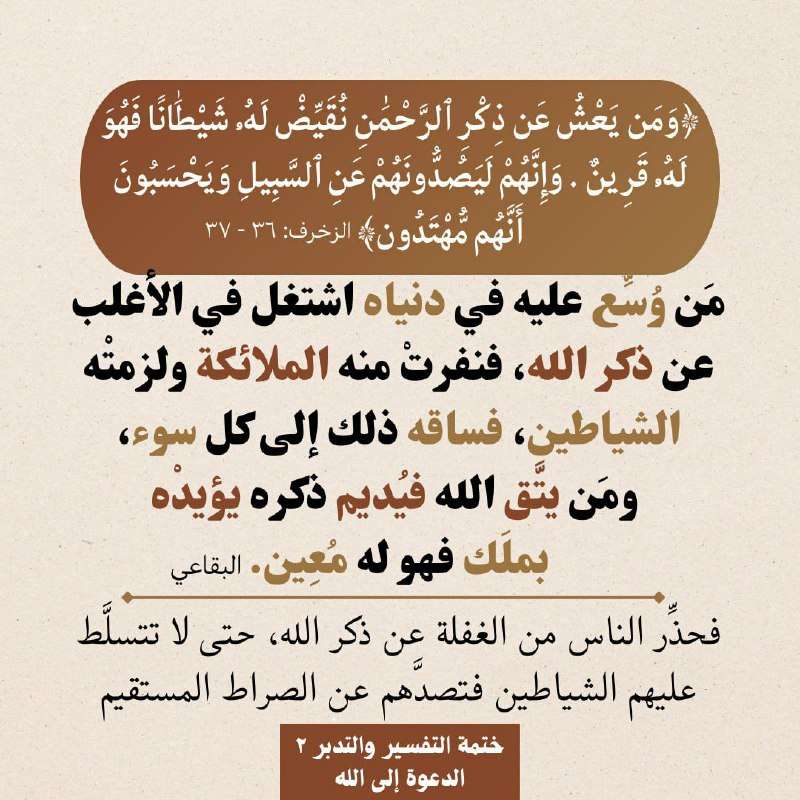 ﴿وَمَن يَعْشُ عَن ذِكْرِ ٱلرَّحْمَٰنِ نُقَيِّضْ لَهُۥ شَيْطَانًا فَهُوَ
لَهُۥ قَرِينٌ . وَإِنَّهُمْ لَيَصُدُّونَهُمْ عَنِ ٱلسَّبِيلِ وَيَحْسَبُونَ
أَنَّهُم مُّهْتَدُون﴾ الزخرف: ٣٦ - ٣٧
مَن وُسِّع عليه في دنياه اشتغل في الأغلب
عن ذكر الله، فنفرتْ منه الملائكة ولزمتْه
الشياطين، فساقه ذلك إلى كل سوء،
ومَن يتَّق الله فيُديم ذكره يؤيدْه
بملَك فهو له مُعِين. البقاعي
فحذِّر الناس من الغفلة عن ذكر الله، حتى لا تتسلَّط
عليهم الشياطين فتصدَّهم عن الصراط المستقيم
ختمة التفسير والتدبر ٢
الدعوة إلى الله